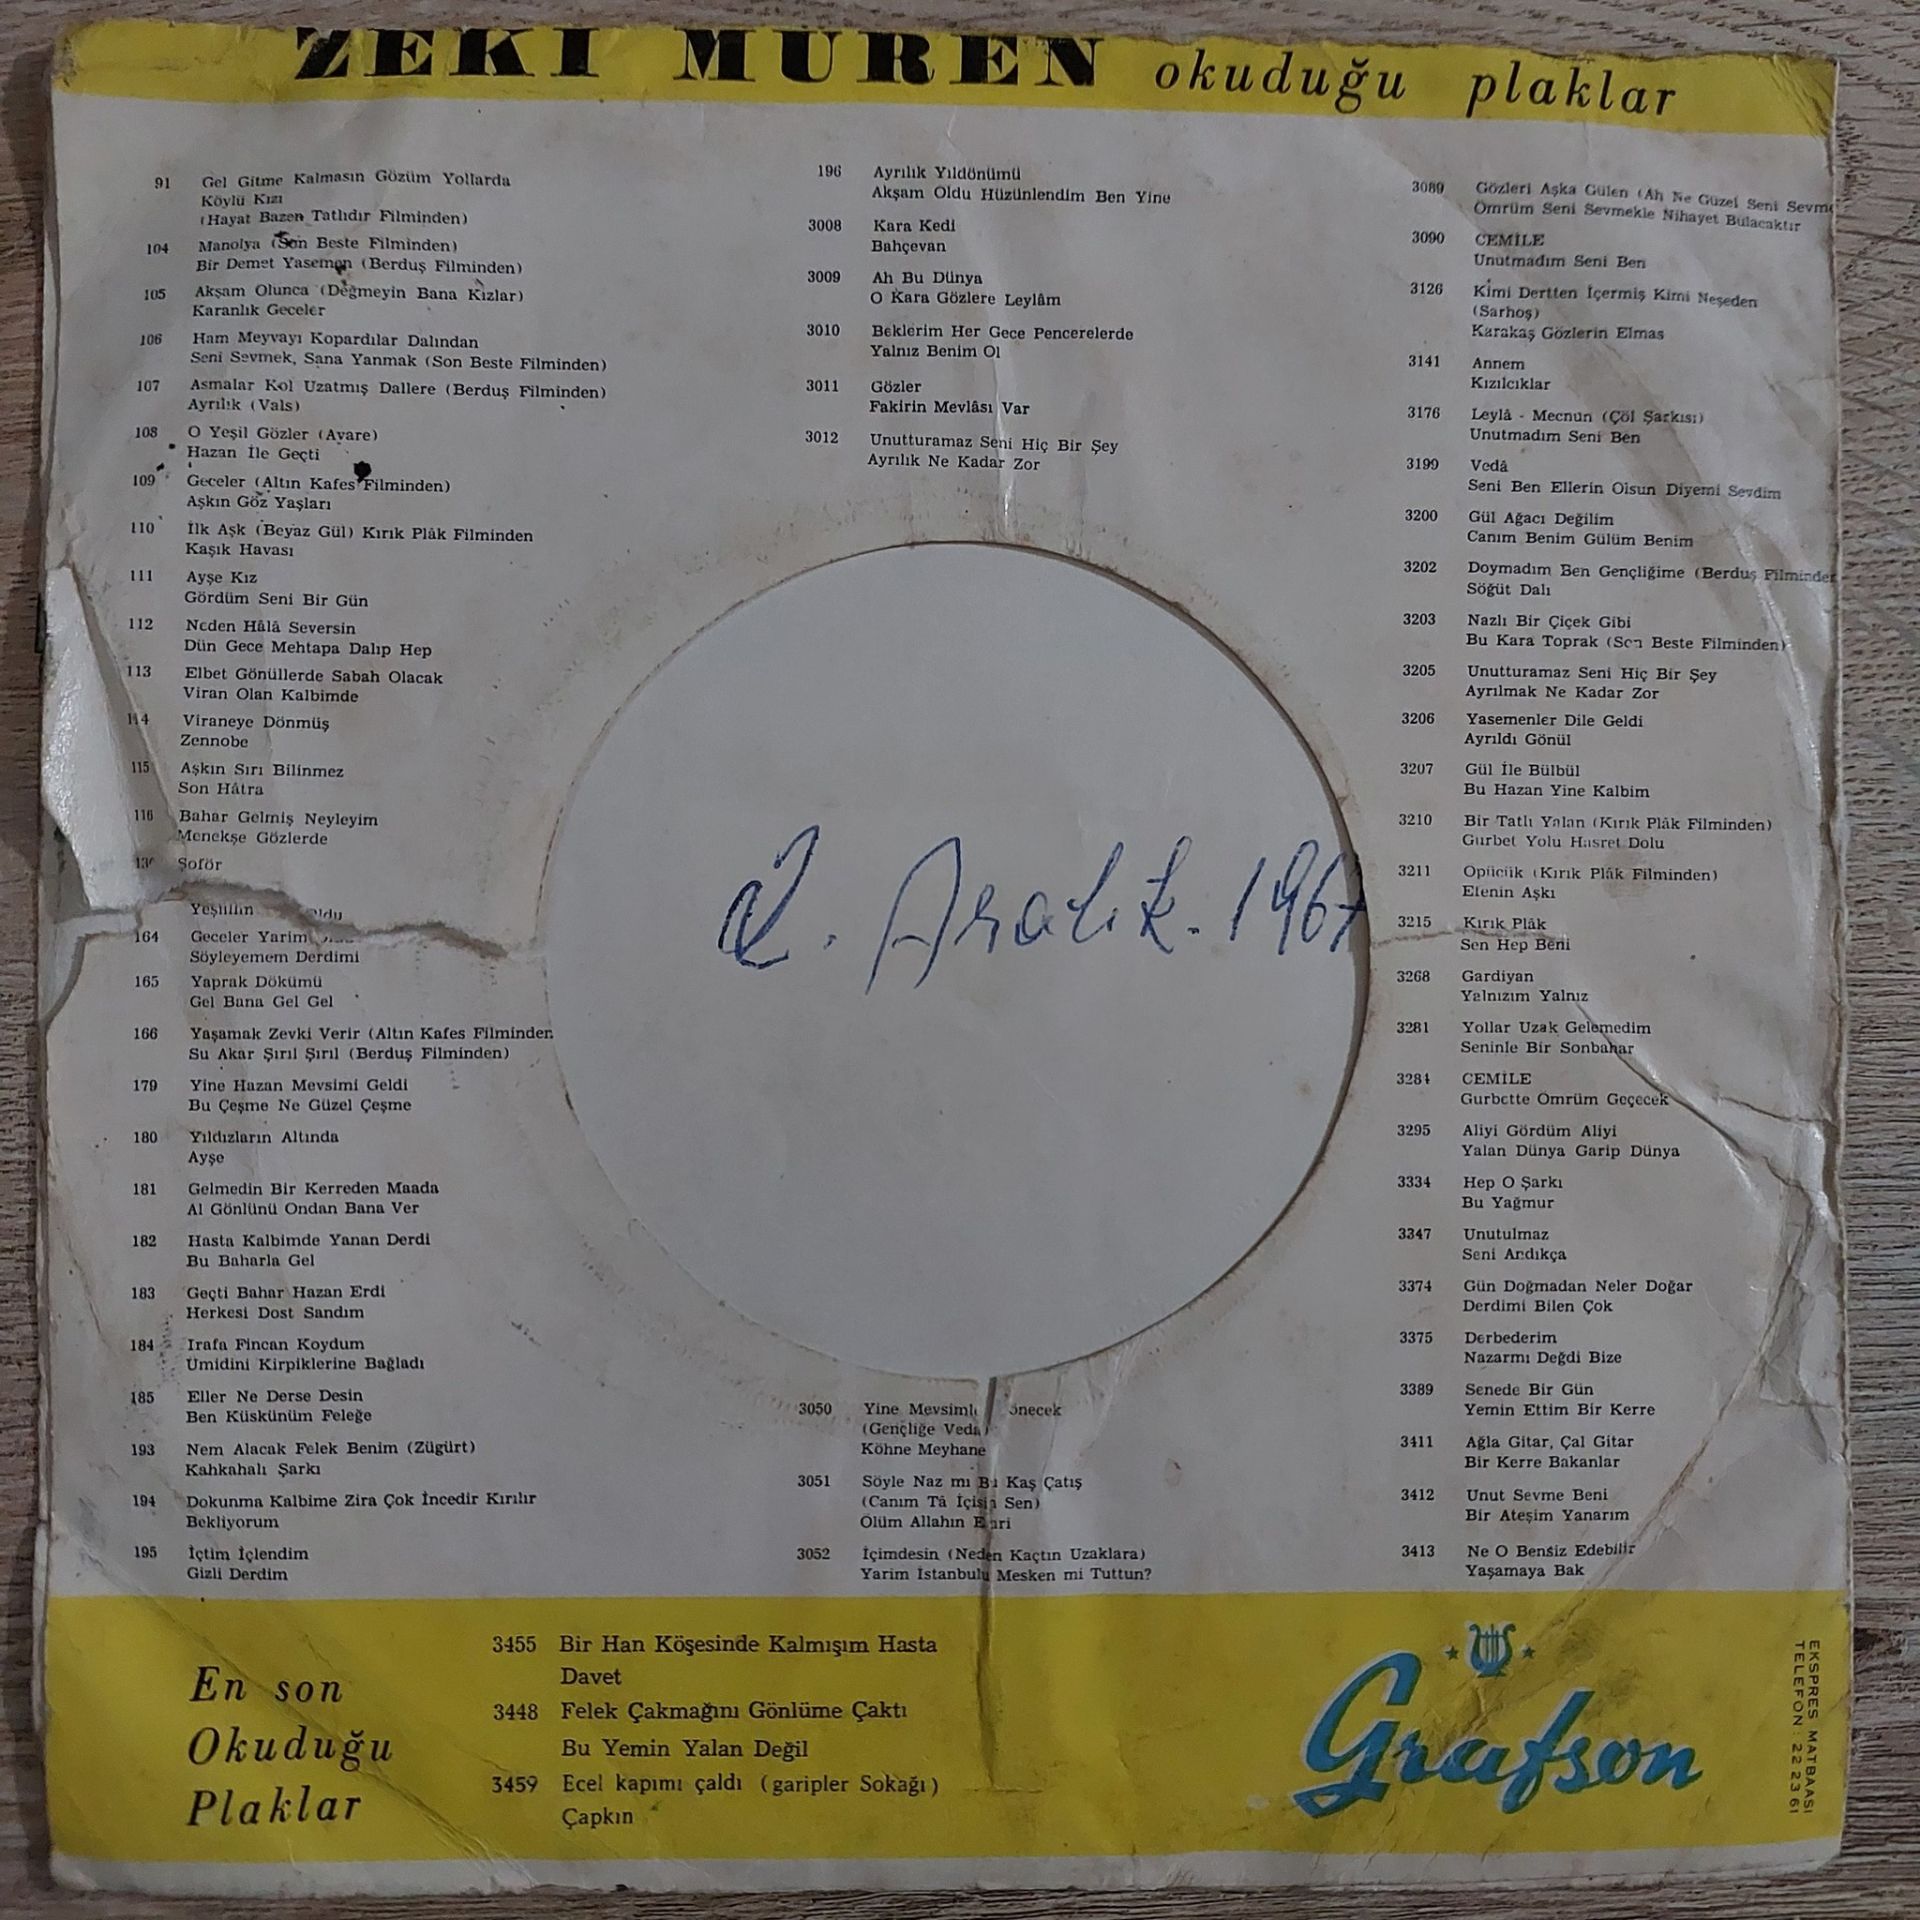 ZEKİ MÜREN okuduğu plaklar
91 Gel Gitme Kalmasın Gözüm Yollarda
Köylü Kızı
(Hayat Bazen Tatlıdır Filminden)
104 Manolya (Son Beste Filminden)
Bir Demet Yasemen (Berduş Filminden)
105 Akşam Olunca (Değmeyin Bana Kızlar)
Karanlık Geceler
106 Ham Meyvayı Kopardılar Dalından
Seni Sevmek, Sana Yanmak (Son Beste Filminden)
107 Asmalar Kol Uzatmış Dallere (Berduş Filminden)
Ayrılık (Vals)
108 O Yeşil Gözler (Avare)
Hazan İle Geçti
109 Geceler (Altın Kafes Filminden)
Aşkın Göz Yaşları
110 İlk Aşk (Beyaz Gül) Kırık Plâk Filminden
Kaşık Havası
111 Ayşe Kız
Gördüm Seni Bir Gün
112 Neden Hâlâ Seversin
Dün Gece Mehtapa Dalıp Hep
113 Elbet Gönüllerde Sabah Olacak
Viran Olan Kalbimde
114 Viraneye Dönmüş
Zennobe
115 Aşkın Sırı Bilinmez
Son Hâtra
116 Bahar Gelmiş Neyleyim
Menekşe Gözlerde
Şoför
164 Geceler Yarim
Söyleyemem Derdimi
165 Yaprak Dökümü
Gel Bana Gel Gel
166 Yaşamak Zevki Verir (Altın Kafes Filminden
Su Akar Şırıl Şırıl (Berduş Filminden)
179 Yine Hazan Mevsimi Geldi
Bu Çeşme Ne Güzel Çeşme
180 Yıldızların Altında
Ayşe
181 Gelmedin Bir Kerreden Maada
Al Gönlünü Ondan Bana Ver
182 Hasta Kalbimde Yanan Derdi
Bu Baharla Gel
183 Geçti Bahar Hazan Erdi
Herkesi Dost Sandım
184 Irafa Fincan Koydum
Umidini Kirpiklerine Bağladı
185 Eller Ne Derse Desin
Ben Küskünüm Feleğe
193 Nem Alacak Felek Benim (Zügürt)
Kahkahalı Şarkı
194 Dokunma Kalbime Zira Çok İncedir Kırılır
Bekliyorum
195 İçtim İçlendim
Gizli Derdim
196 Ayrılık Yıldönümü
Akşam Oldu Hüzünlendim Ben Yine
3008 Kara Kedi
Bahçevan
3009 Ah Bu Dünya
O Kara Gözlere Leylâm
3010 Beklerim Her Gece Pencerelerde
Yalnız Benim Ol
3011 Gözler
Fakirin Mevlâsı Var
3012 Unutturamaz Seni Hiç Bir Şey
Ayrılık Ne Kadar Zor
2. Aralık. 1967
3050 Yine
(Gençliğe Veda)
Köhne Meyhane
3051 Söyle Naz mı Bu Kaş Çatış
(Canım Tâ İçisin Sen)
Ölüm Allahın
3052 İçimdesin (Neden Kaçtın Uzaklara)
Yarim İstanbulu Mesken mi Tuttun?
3089 Gözleri Aşka Gülen (Ah Ne Güzel Seni Sevme
Ömrüm Seni Sevmekle Nihayet Bulacaktır
3090 CEMİLE
Unutmadım Seni Ben
3126 Kimi Dertten İçermiş Kimi Neşeden
(Sarhoş)
Karakaş Gözlerin Elmas
3141 Annem
Kızılcıklar
3176 Leylâ - Mecnun (Çöl Şarkısı)
Unutmadım Seni Ben
3199 Vedâ
Seni Ben Ellerin Olsun Diyemi Sevdim
3200 Gül Ağacı Değilim
Canım Benim Gülüm Benim
3202 Doymadım Ben Gençliğime (Berduş Filminden
Söğüt Dalı
3203 Nazlı Bir Çiçek Gibi
Bu Kara Toprak (Son Beste Filminden)
3205 Unutturamaz Seni Hiç Bir Şey
Ayrılmak Ne Kadar Zor
3206 Yasemenler Dile Geldi
Ayrıldı Gönül
3207 Gül İle Bülbül
Bu Hazan Yine Kalbim
3210 Bir Tatlı Yalan (Kırık Plâk Filminden)
Gurbet Yolu Hasret Dolu
3211 Öpücük (Kırık Plâk Filminden)
Elenin Aşkı
3215 Kırık Plâk
Sen Hep Beni
3268 Gardiyan
Yalnızım Yalnız
3281 Yollar Uzak Gelemedim
Seninle Bir Sonbahar
3284 CEMİLE
Gurbette Ömrüm Geçecek
3295 Aliyi Gördüm Aliyi
Yalan Dünya Garip Dünya
3334 Hep O Şarkı
Bu Yağmur
3347 Unutulmaz
Seni Andıkça
3374 Gün Doğmadan Neler Doğar
Derdimi Bilen Çok
3375 Derbederim
Nazarmı Değdi Bize
3389 Senede Bir Gün
Yemin Ettim Bir Kerre
3411 Ağla Gitar, Çal Gitar
Bir Kerre Bakanlar
3412 Unut Sevme Beni
Bir Ateşim Yanarım
3413 Ne O Bensiz Edebilir
Yaşamaya Bak
En son
Okuduğu
Plaklar
3455 Bir Han Köşesinde Kalmışım Hasta
Davet
3448 Felek Çakmağını Gönlüme Çaktı
Bu Yemin Yalan Değil
3459 Ecel kapımı çaldı (garipler Sokağı)
Çapkın
Grafson
EKSPRES MATBAASI
TELEFON: 22 23 61